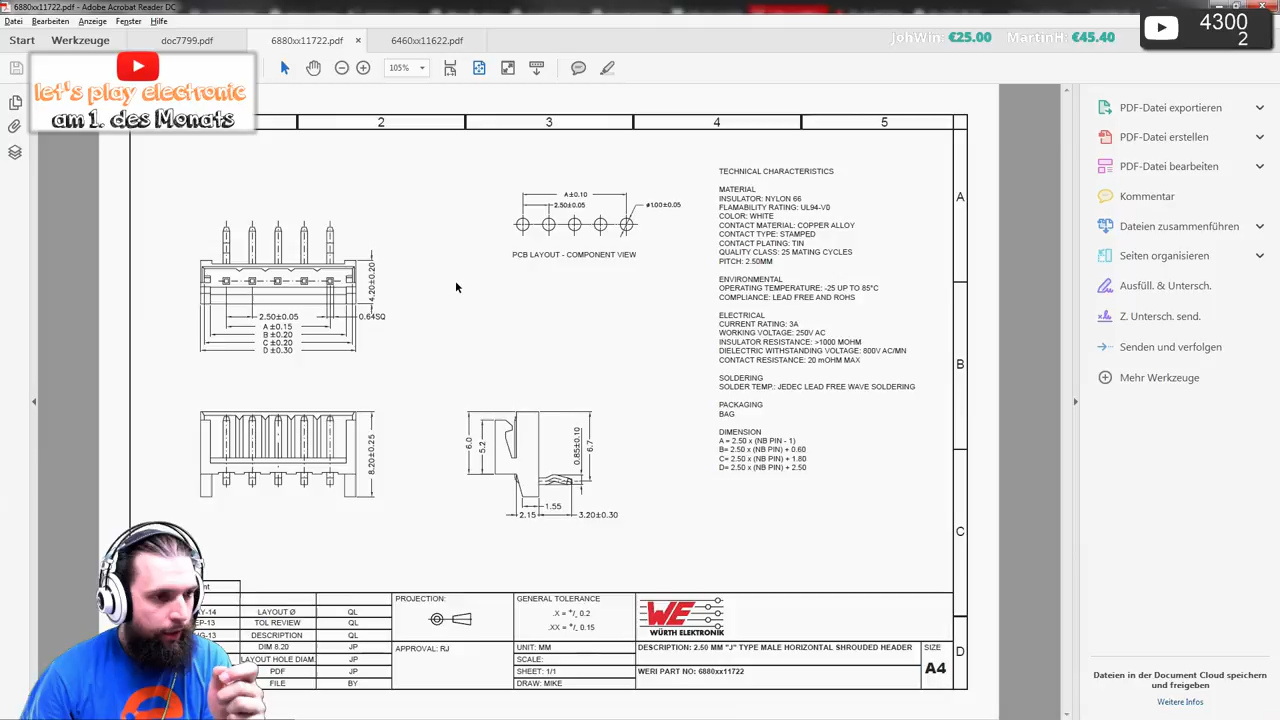 6880xx11722.pdf - Adobe Acrobat Reader DC
Datei Bearbeiten Anzeige Fenster Hilfe
Start Werkzeuge doc7799.pdf 6880xx11722.pdf × 6460xx11622.pdf
JohWin: €25.00 MartinH: €45.40
4300
2
105%
let's play electronic
am 1. des Monats
2 3 4 5
A
B
C
D
A±0.10
2.50±0.05
ø1.00±0.05
PCB LAYOUT - COMPONENT VIEW
4.20±0.20
2.50±0.05
0.64SQ
A±0.15
B±0.20
C±0.20
D±0.30
8.20±0.25
6.0
5.2
0.85±0.10
6.7
1.55
2.15
3.20±0.30
TECHNICAL CHARACTERISTICS
MATERIAL
INSULATOR: NYLON 66
FLAMABILITY RATING: UL94-V0
COLOR: WHITE
CONTACT MATERIAL: COPPER ALLOY
CONTACT TYPE: STAMPED
CONTACT PLATING: TIN
QUALITY CLASS: 25 MATING CYCLES
PITCH: 2.50MM
ENVIRONMENTAL
OPERATING TEMPERATURE: -25 UP TO 85°C
COMPLIANCE: LEAD FREE AND ROHS
ELECTRICAL
CURRENT RATING: 3A
WORKING VOLTAGE: 250V AC
INSULATOR RESISTANCE: >1000 MOHM
DIELECTRIC WITHSTANDING VOLTAGE: 800V AC/MN
CONTACT RESISTANCE: 20 mOHM MAX
SOLDERING
SOLDER TEMP.: JEDEC LEAD FREE WAVE SOLDERING
PACKAGING
BAG
DIMENSION
A = 2.50 x (NB PIN - 1)
B= 2.50 x (NB PIN) + 0.60
C= 2.50 x (NB PIN) + 1.80
D= 2.50 x (NB PIN) + 2.50
LAYOUT Ø QL
TOL REVIEW QL
DESCRIPTION QL
DIM 8.20 JP
LAYOUT HOLE DIAM. JP
PDF JP
FILE BY
PROJECTION:
APPROVAL: RJ
GENERAL TOLERANCE
.X = +/_ 0.2
.XX = +/_ 0.15
UNIT: MM
SCALE:
SHEET: 1/1
DRAW: MIKE
WE
WÜRTH ELEKTRONIK
DESCRIPTION: 2.50 MM "J" TYPE MALE HORIZONTAL SHROUDED HEADER
WERI PART NO: 6880xx11722
SIZE
A4
PDF-Datei exportieren
PDF-Datei erstellen
PDF-Datei bearbeiten
Kommentar
Dateien zusammenführen
Seiten organisieren
Ausfüll. & Untersch.
Z. Untersch. send.
Senden und verfolgen
Mehr Werkzeuge
Dateien in der Document Cloud speichern
und freigeben
Weitere Infos